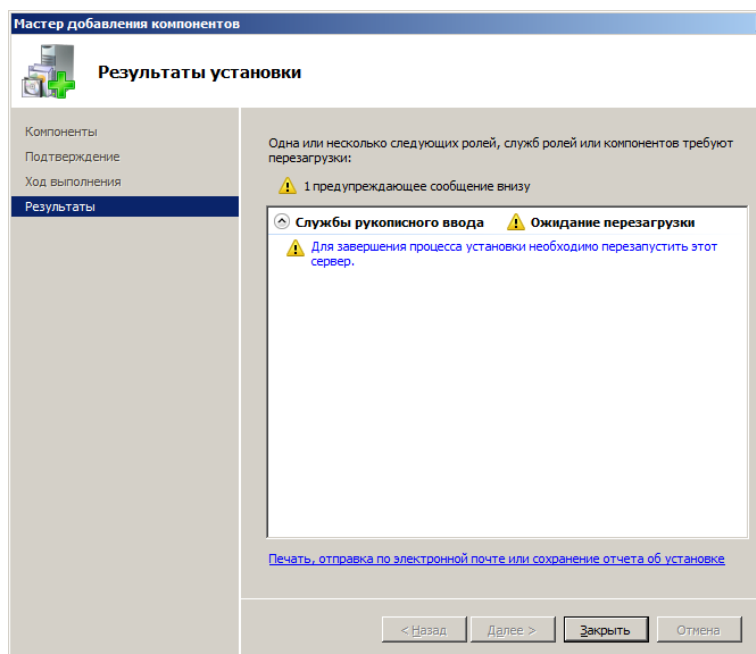 Мастер добавления компонентов
Результаты установки
Компоненты
Подтверждение
Ход выполнения
Результаты
Одна или несколько следующих ролей, служб ролей или компонентов требуют
перезагрузки:
1 предупреждающее сообщение внизу
Службы рукописного ввода Ожидание перезагрузки
Для завершения процесса установки необходимо перезапустить этот
сервер.
Печать, отправка по электронной почте или сохранение отчета об установке
< Назад Далее > Закрыть Отмена